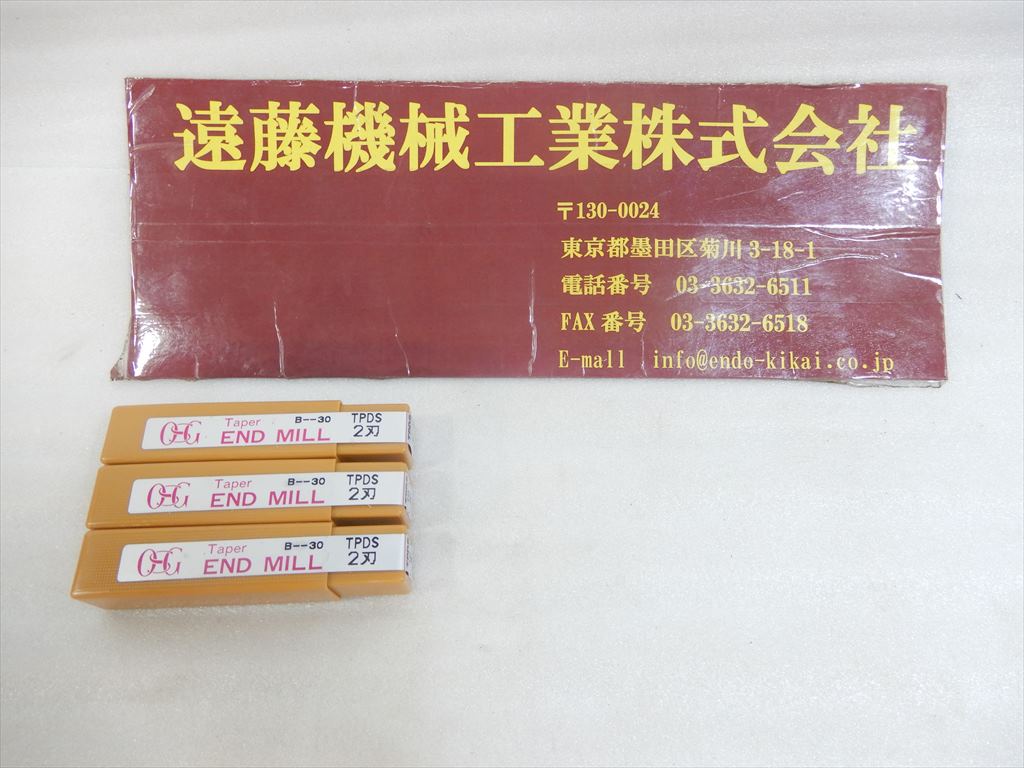 遠藤機械工業株式会社
〒130-0024
東京都墨田区菊川 3-18-1
電話番号 03-3632-6511
FAX 番号 03-3632-6518
E-mall info@endo-kikai.co.jp
OSG Taper END MILL B--30 TPDS 2刃
OSG Taper END MILL B--30 TPDS 2刃
OSG Taper END MILL B--30 TPDS 2刃